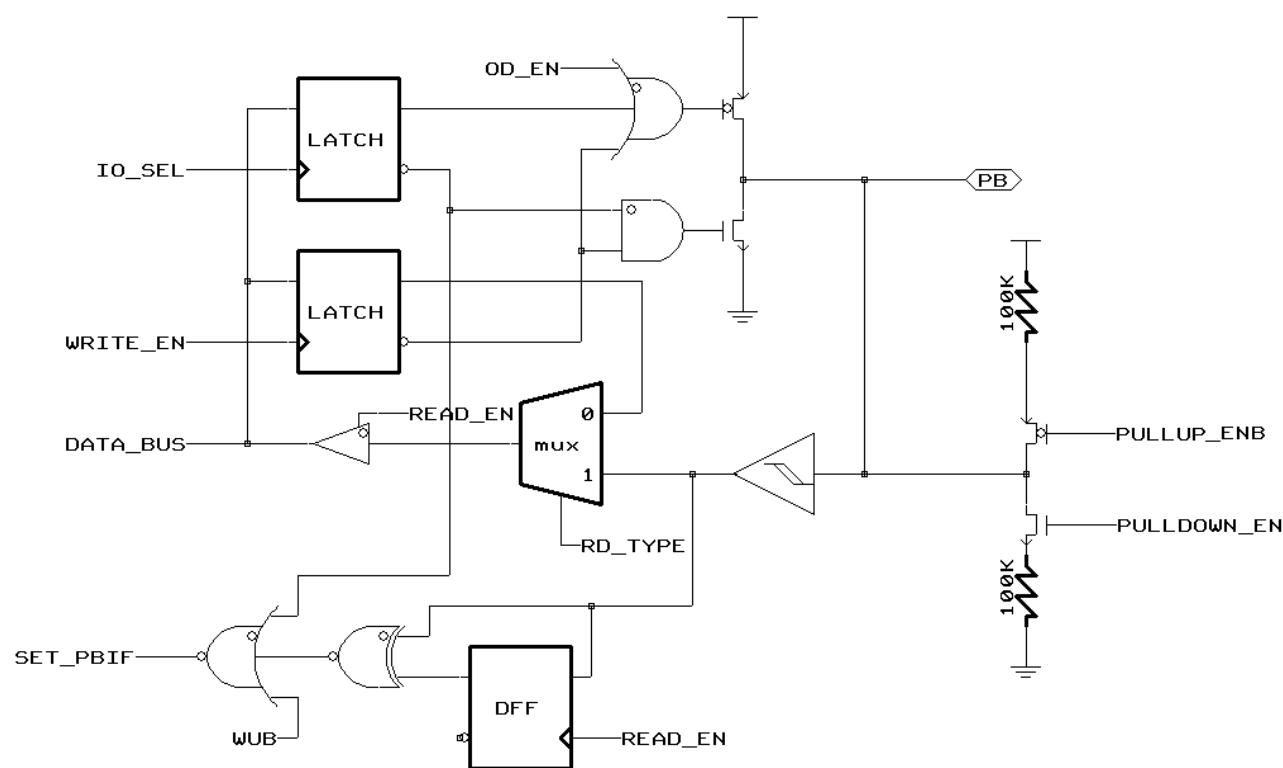 OD_EN
LATCH
IO_SEL
PB
LATCH
100K
WRITE_EN
READ_EN
0
mux
PULLUP_ENB
DATA_BUS
1
PULLDOWN_EN
RD_TYPE
100K
SET_PBIF
DFF
WUB
READ_EN